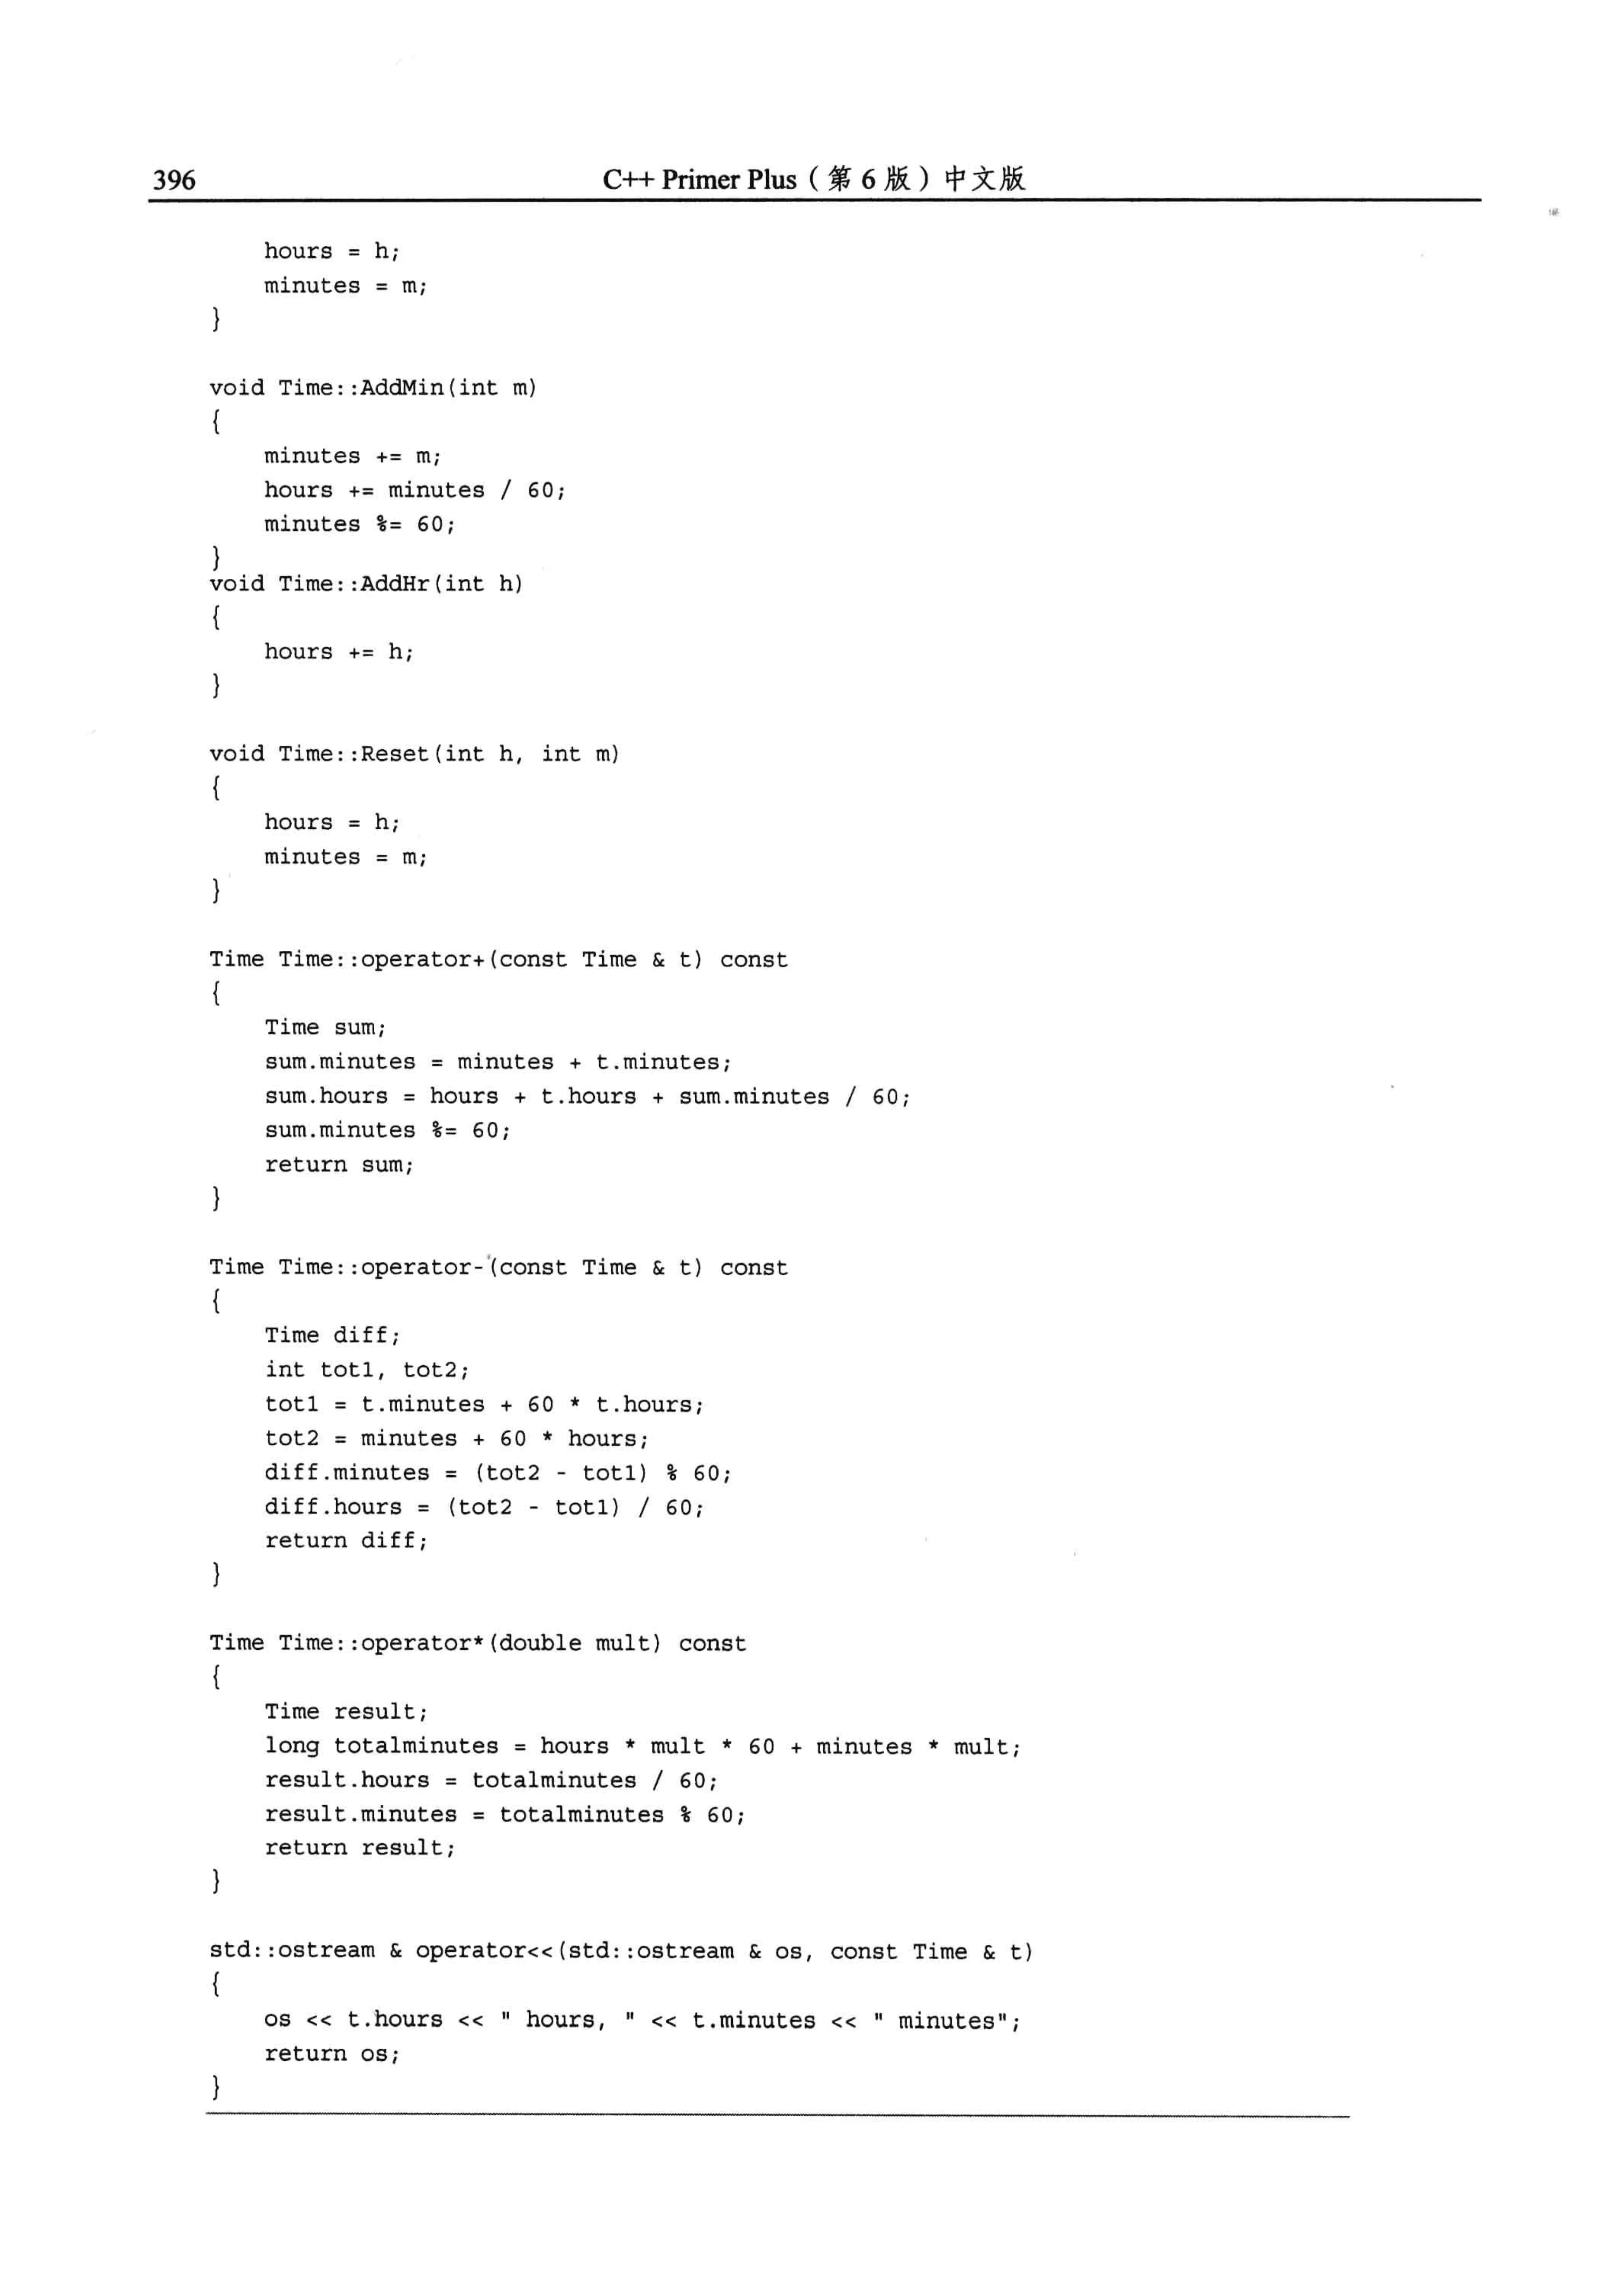 396
C++ Primer Plus（第 6 版）中文版
    hours = h;
    minutes = m;
}

void Time::AddMin(int m)
{
    minutes += m;
    hours += minutes / 60;
    minutes %= 60;
}
void Time::AddHr(int h)
{
    hours += h;
}

void Time::Reset(int h, int m)
{
    hours = h;
    minutes = m;
}

Time Time::operator+(const Time & t) const
{
    Time sum;
    sum.minutes = minutes + t.minutes;
    sum.hours = hours + t.hours + sum.minutes / 60;
    sum.minutes %= 60;
    return sum;
}

Time Time::operator-(const Time & t) const
{
    Time diff;
    int tot1, tot2;
    tot1 = t.minutes + 60 * t.hours;
    tot2 = minutes + 60 * hours;
    diff.minutes = (tot2 - tot1) % 60;
    diff.hours = (tot2 - tot1) / 60;
    return diff;
}

Time Time::operator*(double mult) const
{
    Time result;
    long totalminutes = hours * mult * 60 + minutes * mult;
    result.hours = totalminutes / 60;
    result.minutes = totalminutes % 60;
    return result;
}

std::ostream & operator<<(std::ostream & os, const Time & t)
{
    os << t.hours << " hours, " << t.minutes << " minutes";
    return os;
}